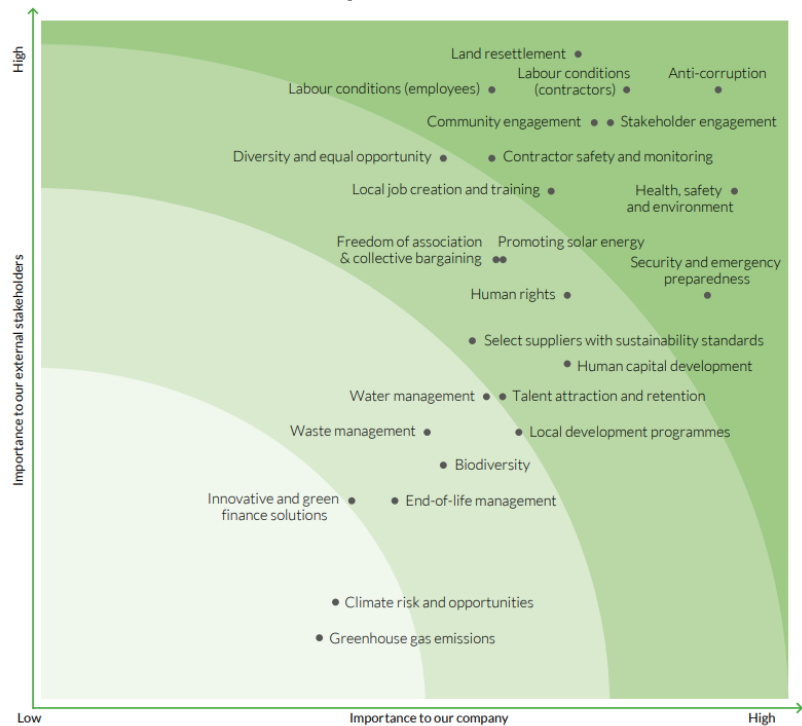 High
Land resettlement
Labour conditions
(contractors)
Anti-corruption
Labour conditions (employees)
Community engagement
Stakeholder engagement
Diversity and equal opportunity
Contractor safety and monitoring
Local job creation and training
Health, safety
and environment
Freedom of association
& collective bargaining
Promoting solar energy
Security and emergency
preparedness
Human rights
Select suppliers with sustainability standards
Human capital development
Water management
Talent attraction and retention
Waste management
Local development programmes
Biodiversity
Innovative and green
finance solutions
End-of-life management
Climate risk and opportunities
Greenhouse gas emissions
Importance to our external stakeholders
Low
Importance to our company
High